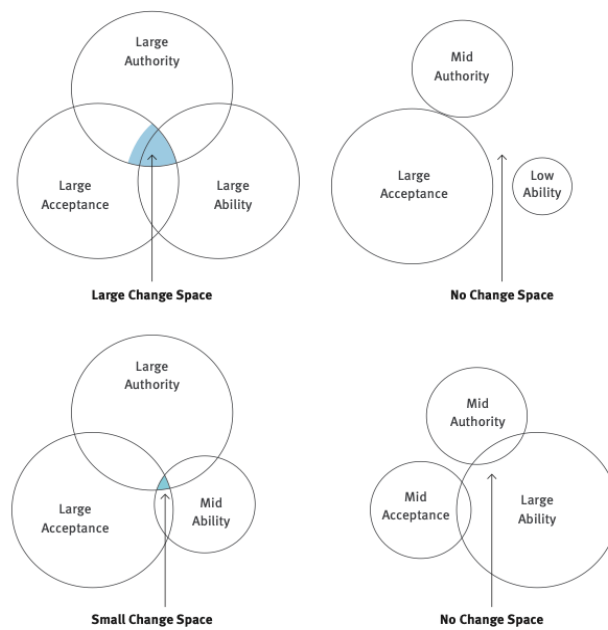 Large
Authority
Large
Acceptance
Large
Ability
Large Change Space
Mid
Authority
Large
Acceptance
Low
Ability
No Change Space
Large
Authority
Large
Acceptance
Mid
Ability
Small Change Space
Mid
Authority
Mid
Acceptance
Large
Ability
No Change Space